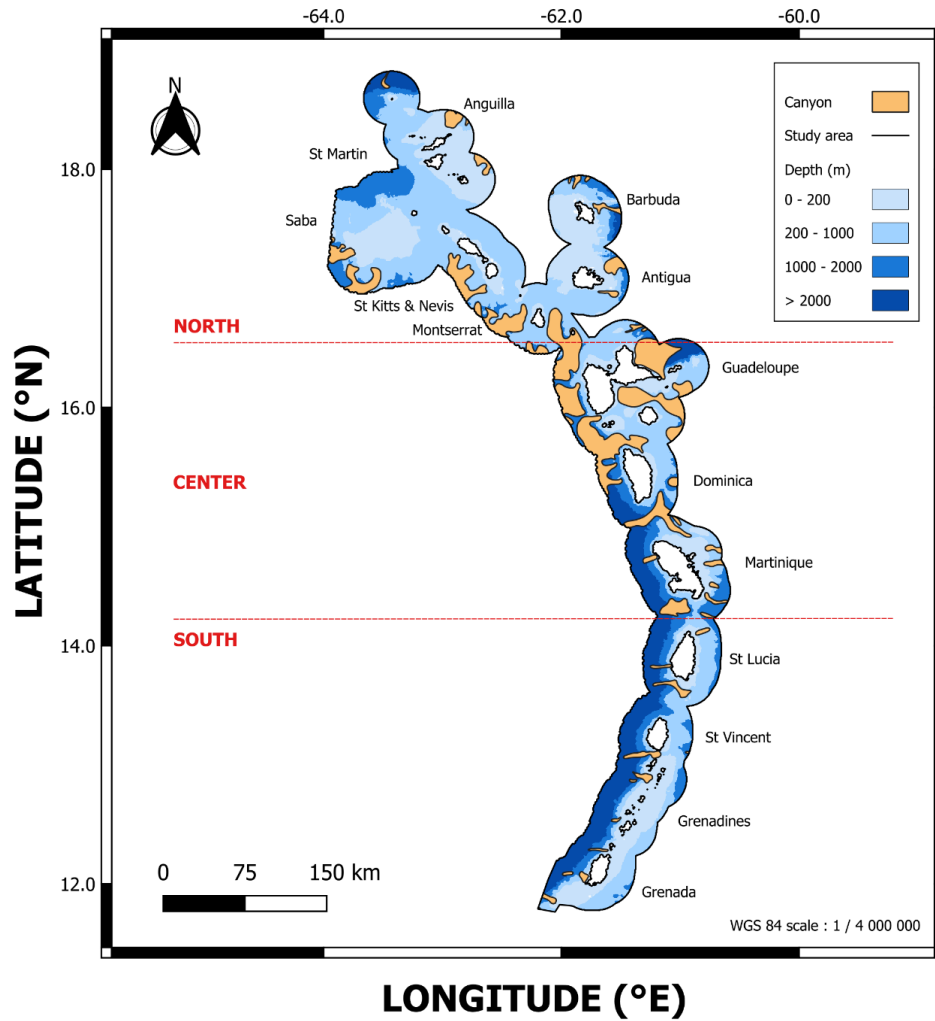 -64.0 -62.0 -60.0
N
Anguilla
St Martin
18.0
Saba
Barbuda
Antigua
St Kitts & Nevis
Montserrat
NORTH
Guadeloupe
16.0
CENTER
Dominica
Martinique
SOUTH
14.0
St Lucia
St Vincent
Grenadines
12.0
Grenada
Canyon
Study area
Depth (m)
0 - 200
200 - 1000
1000 - 2000
> 2000
0 75 150 km
WGS 84 scale : 1 / 4 000 000
LATITUDE (°N)
LONGITUDE (°E)